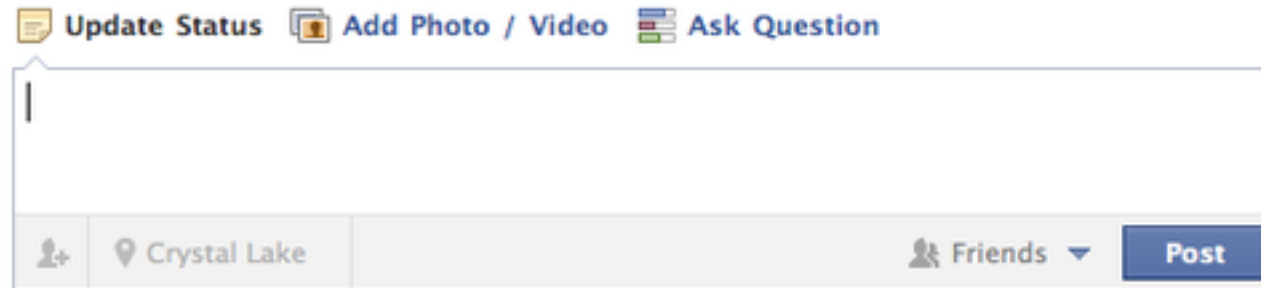 Update Status Add Photo / Video Ask Question
Crystal Lake Friends Post